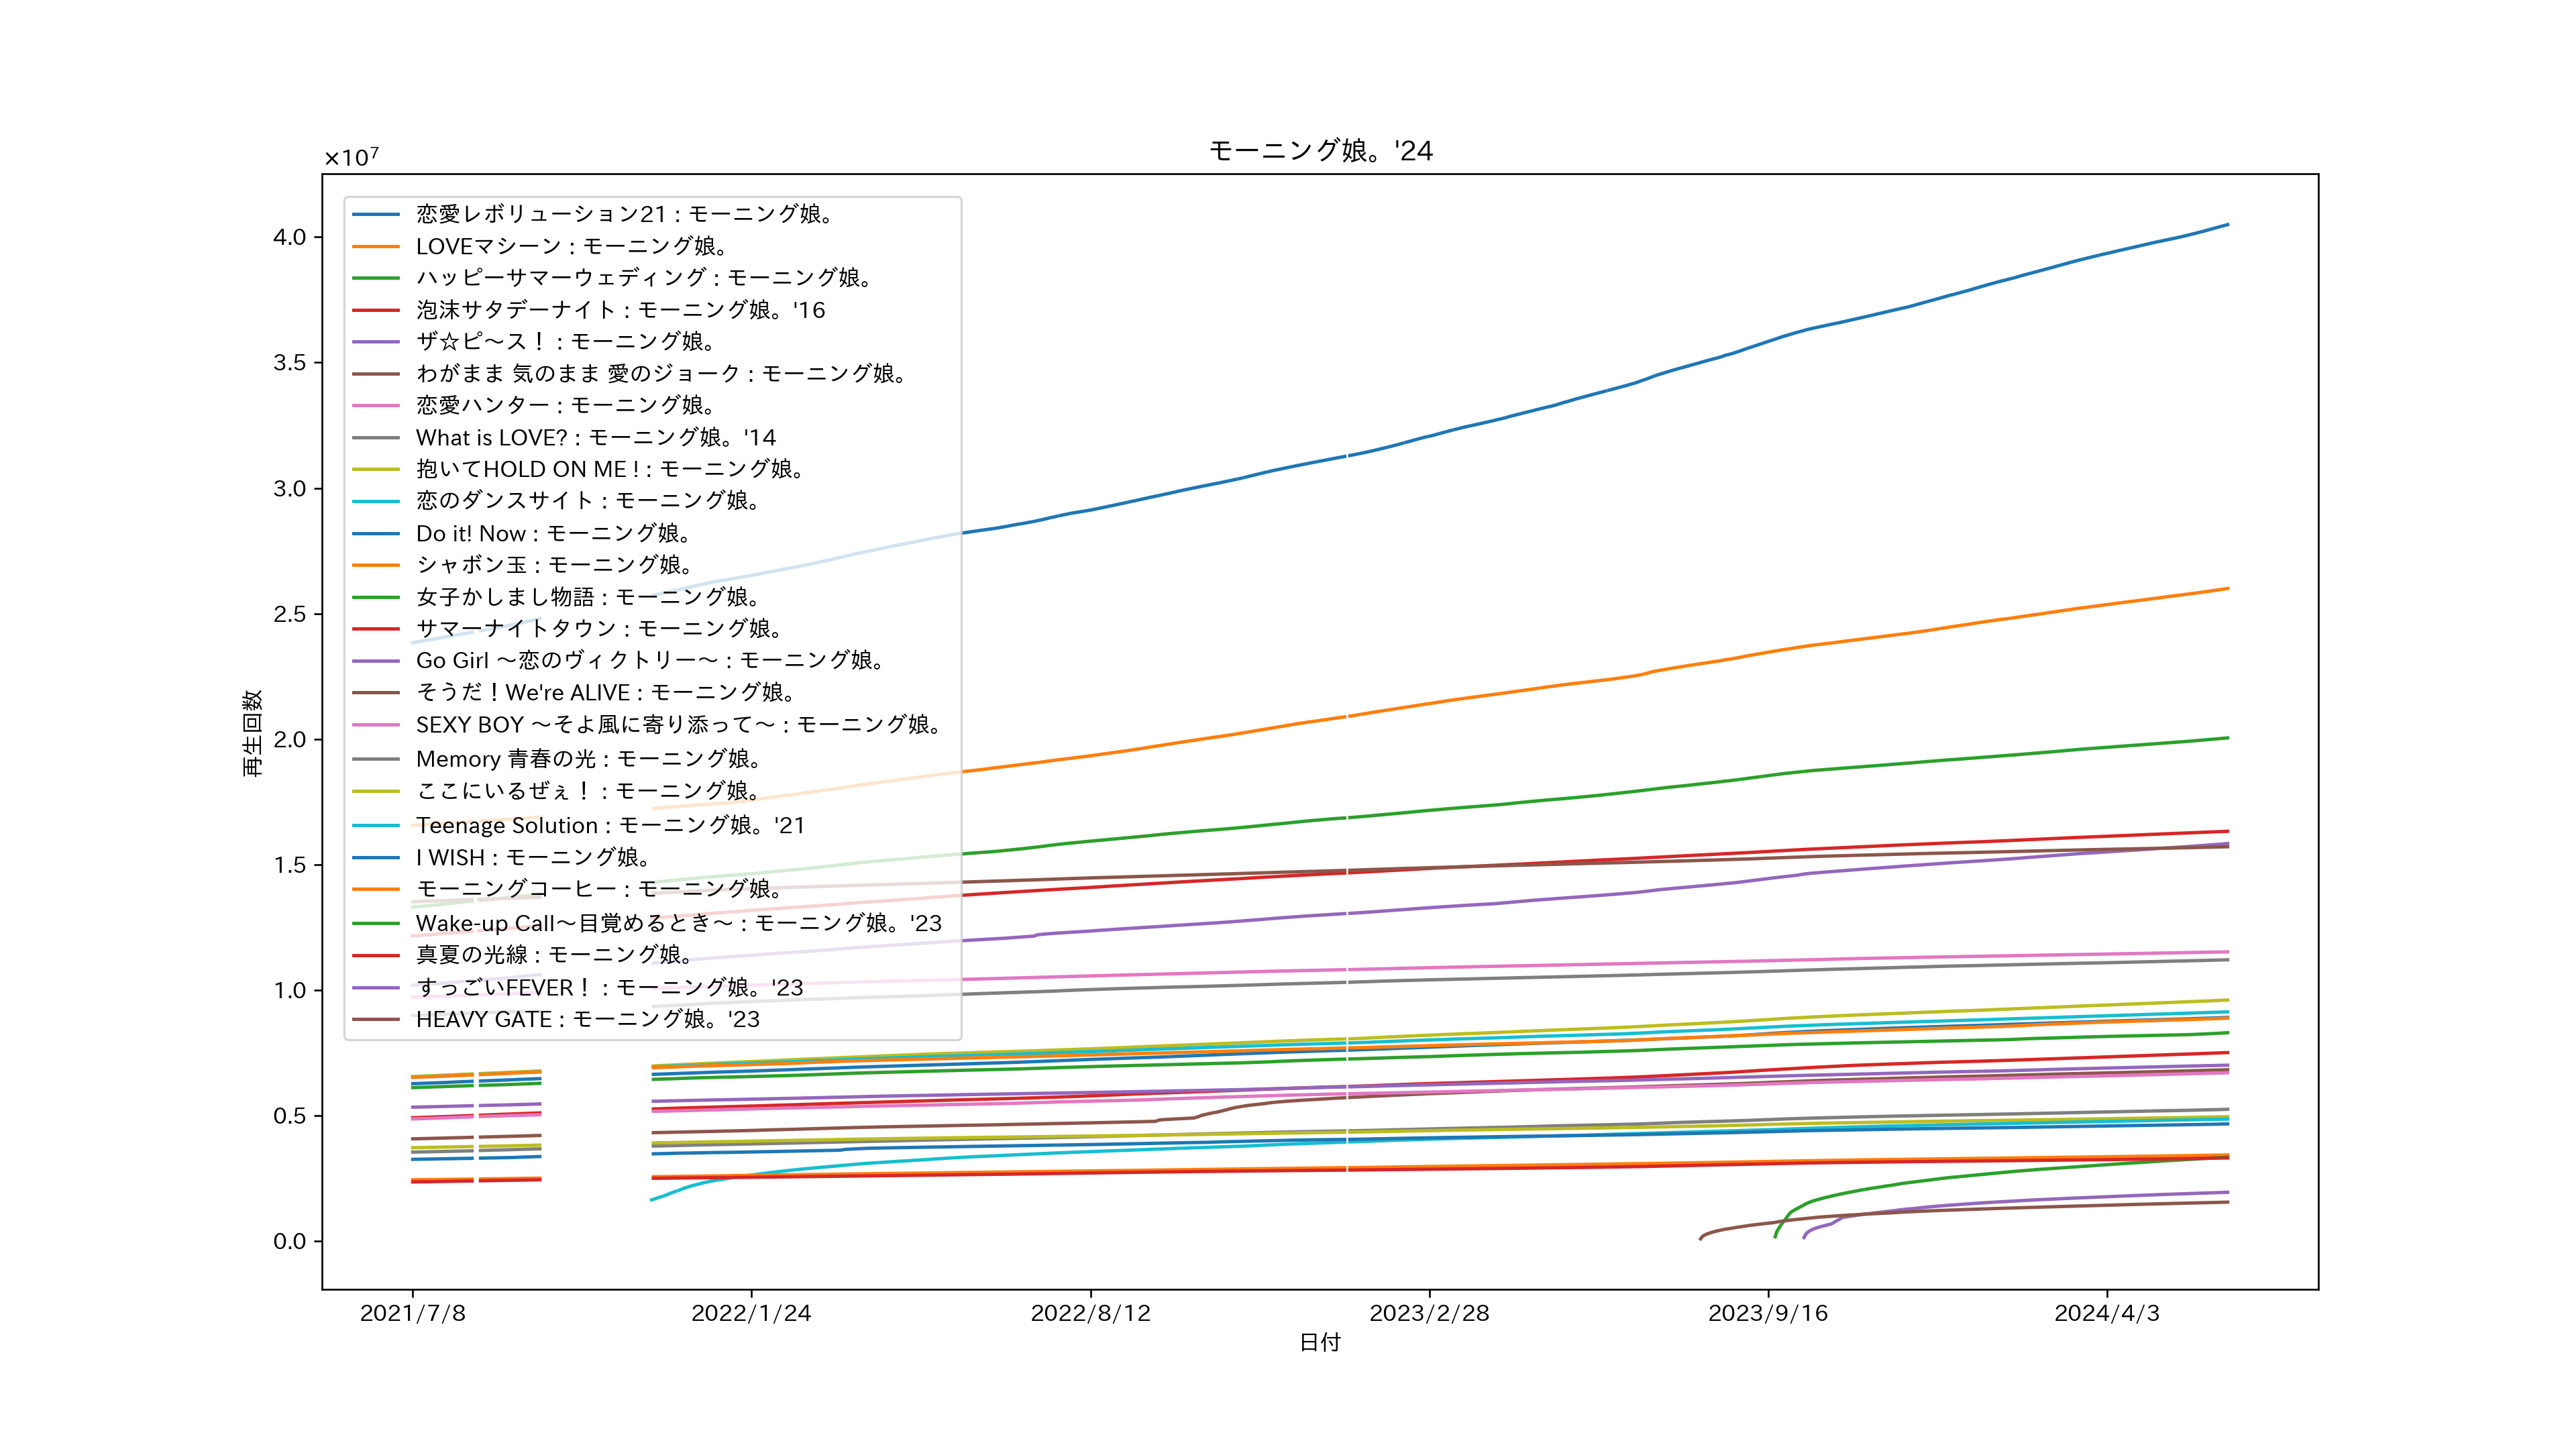 モーニング娘。'24
×10⁷
4.0
3.5
3.0
2.5
2.0
1.5
1.0
0.5
0.0
再生回数
恋愛レボリューション21 : モーニング娘。
LOVEマシーン : モーニング娘。
ハッピーサマーウェディング : モーニング娘。
泡沫サタデーナイト : モーニング娘。'16
ザ☆ピ〜ス！ : モーニング娘。
わがまま 気のまま 愛のジョーク : モーニング娘。
恋愛ハンター : モーニング娘。
What is LOVE? : モーニング娘。'14
抱いてHOLD ON ME ! : モーニング娘。
恋のダンスサイト : モーニング娘。
Do it! Now : モーニング娘。
シャボン玉 : モーニング娘。
女子かしまし物語 : モーニング娘。
サマーナイトタウン : モーニング娘。
Go Girl 〜恋のヴィクトリー〜 : モーニング娘。
そうだ！We're ALIVE : モーニング娘。
SEXY BOY 〜そよ風に寄り添って〜 : モーニング娘。
Memory 青春の光 : モーニング娘。
ここにいるぜぇ！ : モーニング娘。
Teenage Solution : モーニング娘。'21
I WISH : モーニング娘。
モーニングコーヒー : モーニング娘。
Wake-up Call〜目覚めるとき〜 : モーニング娘。'23
真夏の光線 : モーニング娘。
すっごいFEVER！ : モーニング娘。'23
HEAVY GATE : モーニング娘。'23
2021/7/8 2022/1/24 2022/8/12 2023/2/28 2023/9/16 2024/4/3
日付